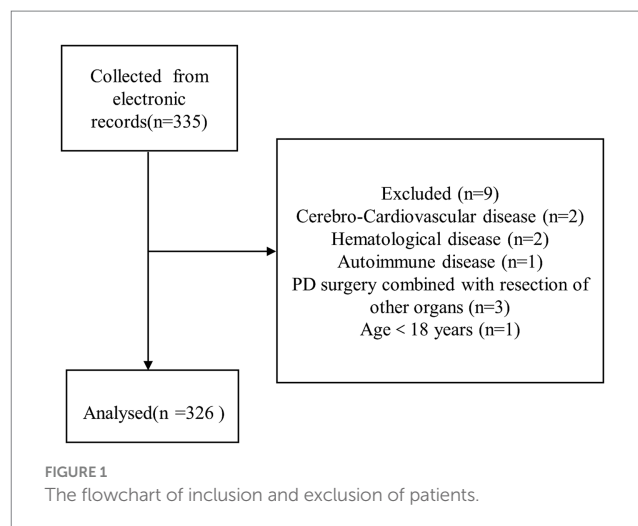 Collected from
electronic
records(n=335)
Excluded (n=9)
Cerebro-Cardiovascular disease (n=2)
Hematological disease (n=2)
Autoimmune disease (n=1)
PD surgery combined with resection of
other organs (n=3)
Age < 18 years (n=1)
Analysed(n =326 )
FIGURE 1
The flowchart of inclusion and exclusion of patients.